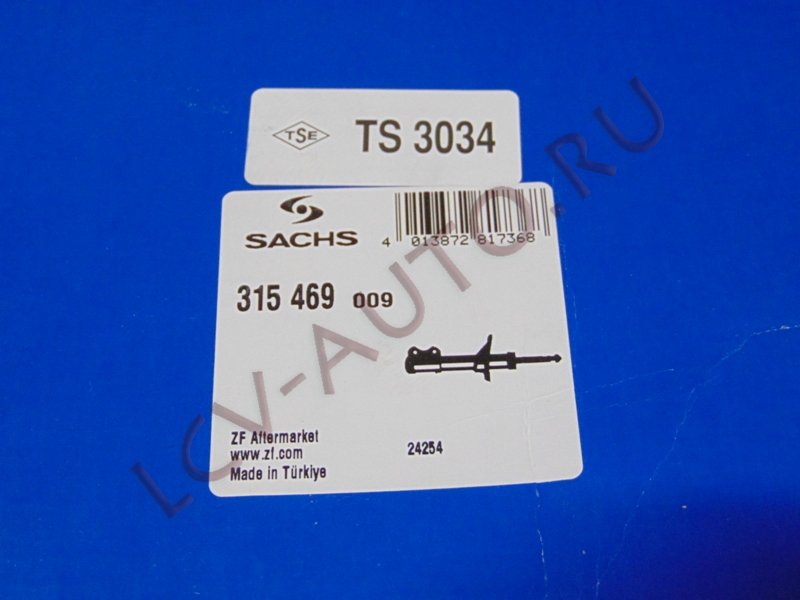 TSE TS 3034
SACHS
4 013872 817368
315 469 009
ZF Aftermarket
www.zf.com
Made in Türkiye
24254
LCV-AUTO.RU